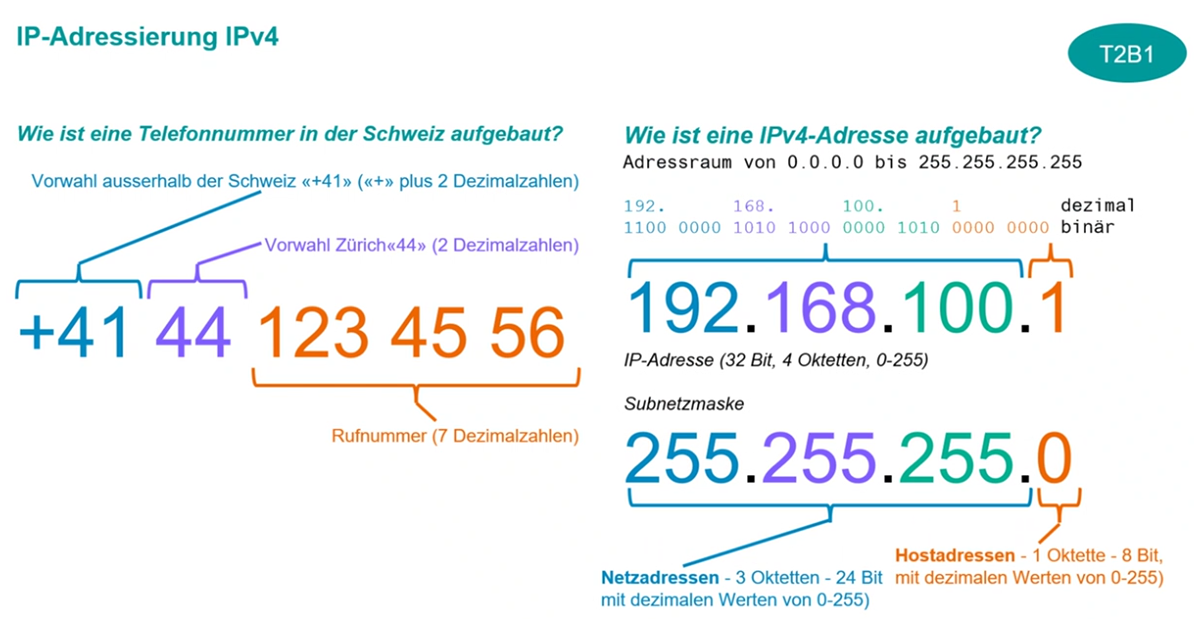 IP-Adressierung IPv4
T2B1
Wie ist eine Telefonnummer in der Schweiz aufgebaut?
Vorwahl ausserhalb der Schweiz «+41» («+» plus 2 Dezimalzahlen)
Vorwahl Zürich«44» (2 Dezimalzahlen)
+41 44 123 45 56
Rufnummer (7 Dezimalzahlen)
Wie ist eine IPv4-Adresse aufgebaut?
Adressraum von 0.0.0.0 bis 255.255.255.255
192. 168. 100. 1 dezimal
1100 0000 1010 1000 0000 1010 0000 0000 binär
192.168.100.1
IP-Adresse (32 Bit, 4 Oktetten, 0-255)
Subnetzmaske
255.255.255.0
Hostadressen - 1 Oktette - 8 Bit,
mit dezimalen Werten von 0-255)
Netzadressen - 3 Oktetten - 24 Bit
mit dezimalen Werten von 0-255)